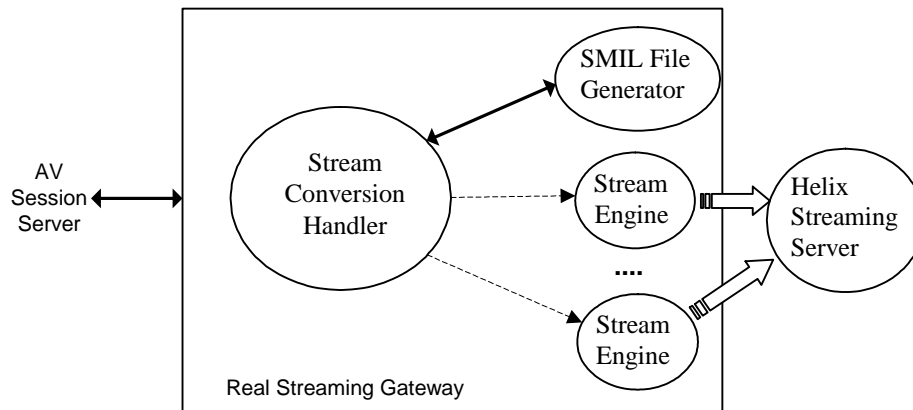 SMIL File
Generator
Stream
Conversion
Handler
AV
Session
Server
Stream
Engine
Helix
Streaming
Server
....
Stream
Engine
Real Streaming Gateway